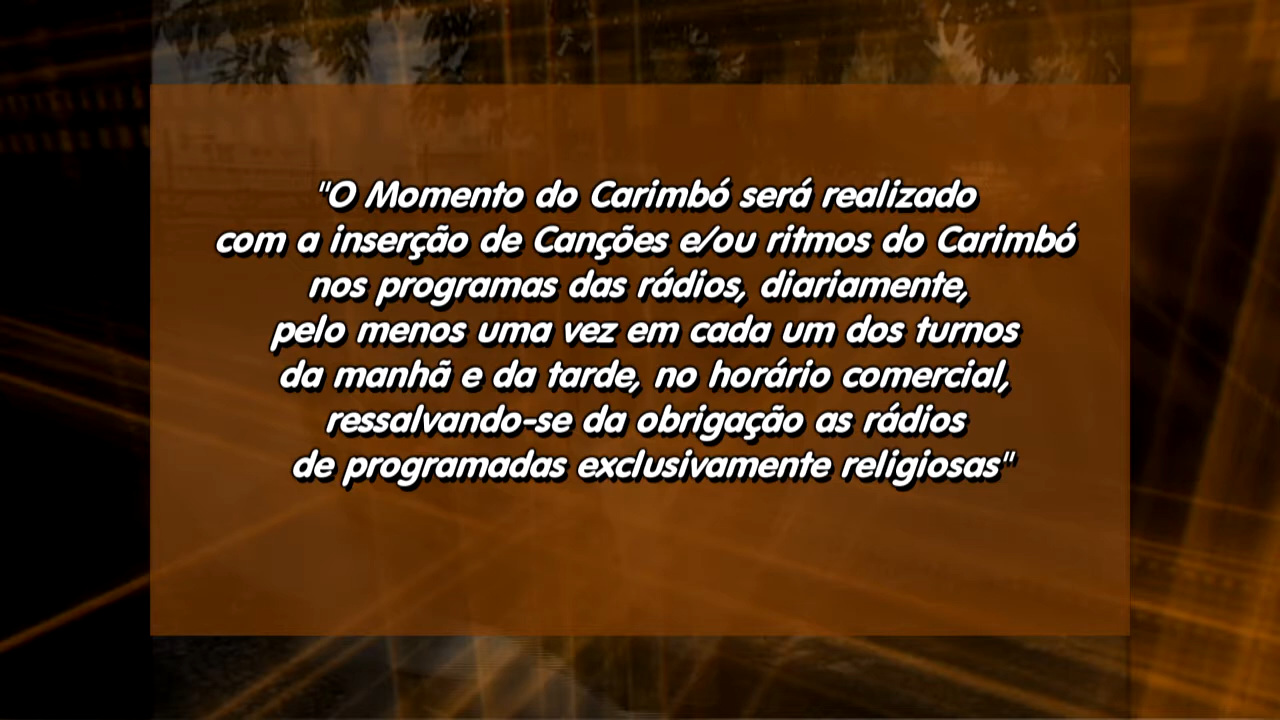 "O Momento do Carimbó será realizado
com a inserção de Canções e/ou ritmos do Carimbó
nos programas das rádios, diariamente,
pelo menos uma vez em cada um dos turnos
da manhã e da tarde, no horário comercial,
ressalvando-se da obrigação as rádios
de programadas exclusivamente religiosas"